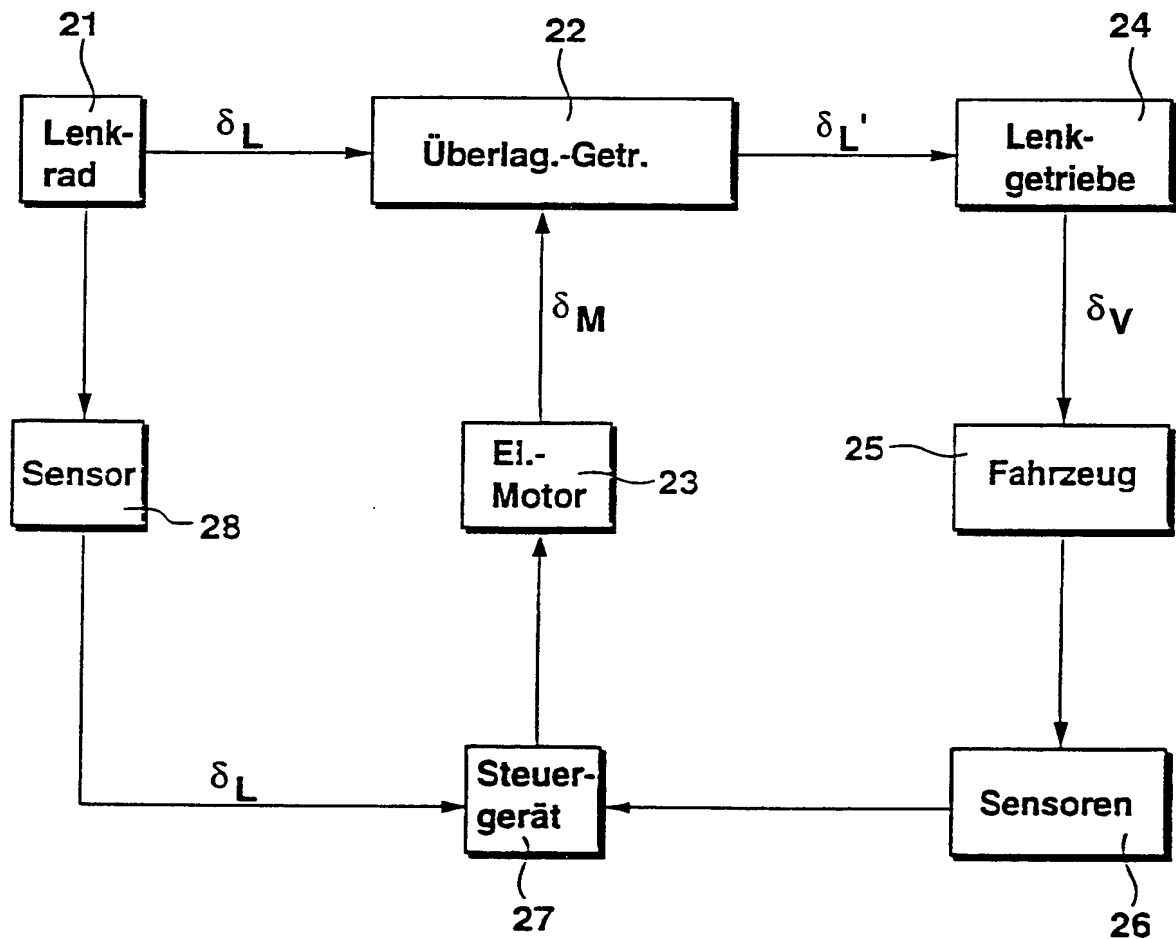 21
22
24
Lenk-
rad
δL
Überlag.-Getr.
δL'
Lenk-
getriebe
δM
δV
Sensor
28
El.-
Motor
23
25
Fahrzeug
δL
Steuer-
gerät
27
Sensoren
26